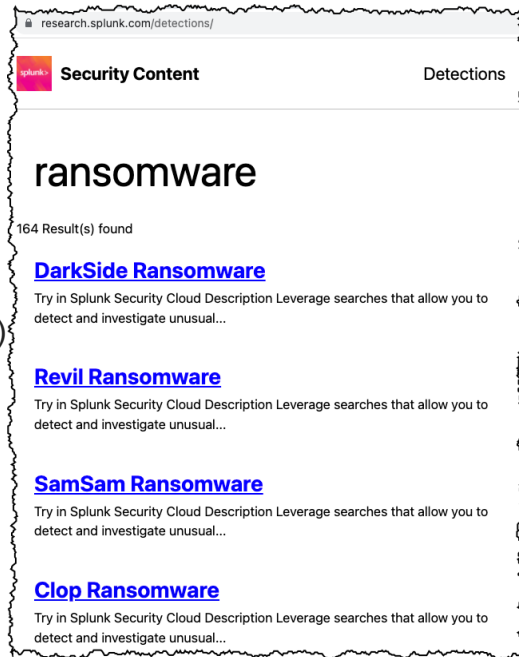 research.splunk.com/detections/
splunk>
Security Content
Detections
ransomware
164 Result(s) found
DarkSide Ransomware
Try in Splunk Security Cloud Description Leverage searches that allow you to
detect and investigate unusual...
Revil Ransomware
Try in Splunk Security Cloud Description Leverage searches that allow you to
detect and investigate unusual...
SamSam Ransomware
Try in Splunk Security Cloud Description Leverage searches that allow you to
detect and investigate unusual...
Clop Ransomware
Try in Splunk Security Cloud Description Leverage searches that allow you to
detect and investigate unusual...